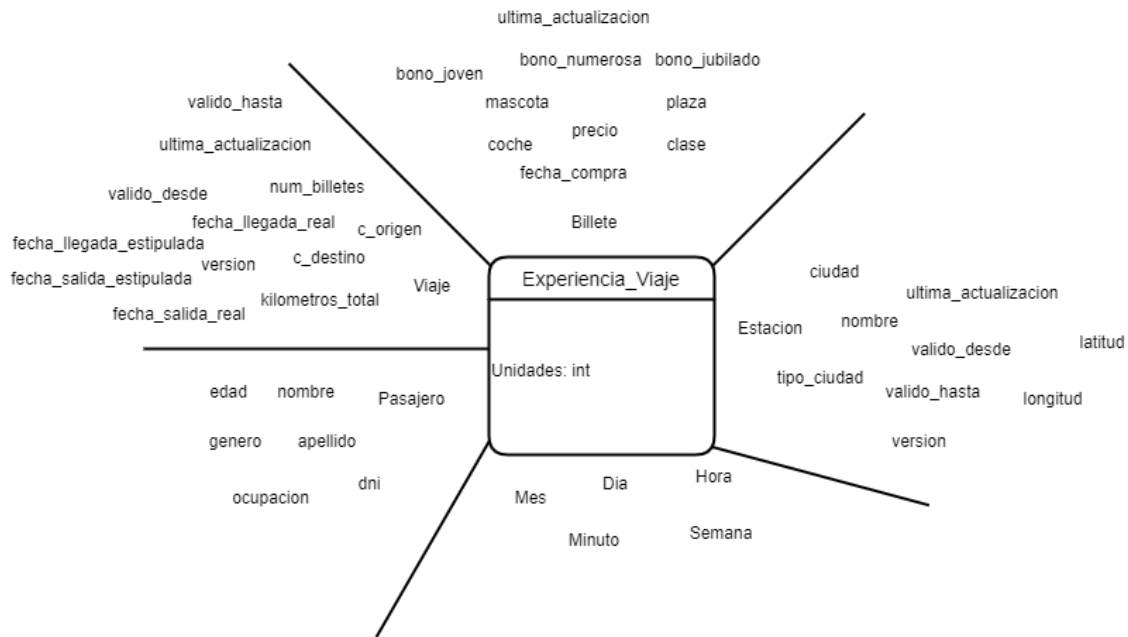 ultima_actualizacion
bono_joven bono_numerosa bono_jubilado
mascota plaza
precio
coche clase
fecha_compra
Billete
valido_hasta
ultima_actualizacion
valido_desde num_billetes
fecha_llegada_real c_origen
fecha_llegada_estipulada
version c_destino
fecha_salida_estipulada Viaje
kilometros_total
fecha_salida_real
Experiencia_Viaje
Unidades: int
ciudad
ultima_actualizacion
Estacion nombre
valido_desde latitud
tipo_ciudad valido_hasta longitud
version
edad nombre Pasajero
genero apellido
ocupacion dni
Mes Dia Hora
Minuto Semana